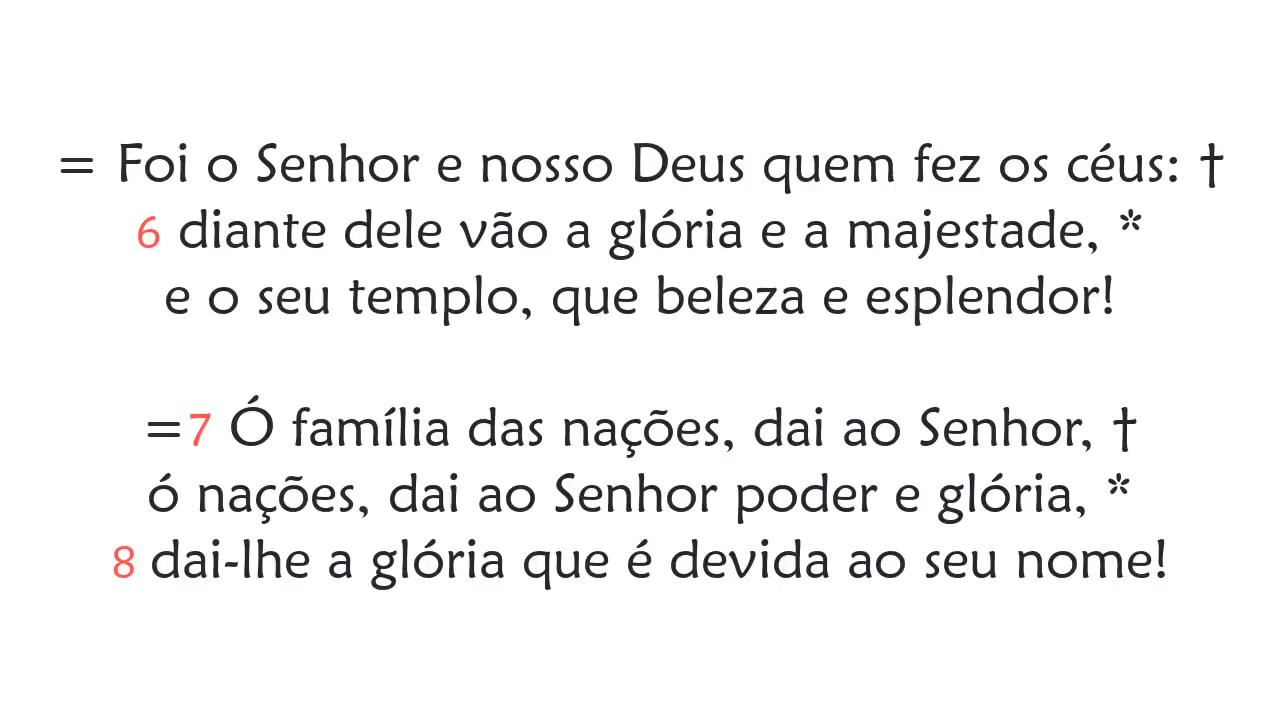 = Foi o Senhor e nosso Deus quem fez os céus: †
6 diante dele vão a glória e a majestade, *
e o seu templo, que beleza e esplendor!
=7 Ó família das nações, dai ao Senhor, †
ó nações, dai ao Senhor poder e glória, *
8 dai-lhe a glória que é devida ao seu nome!